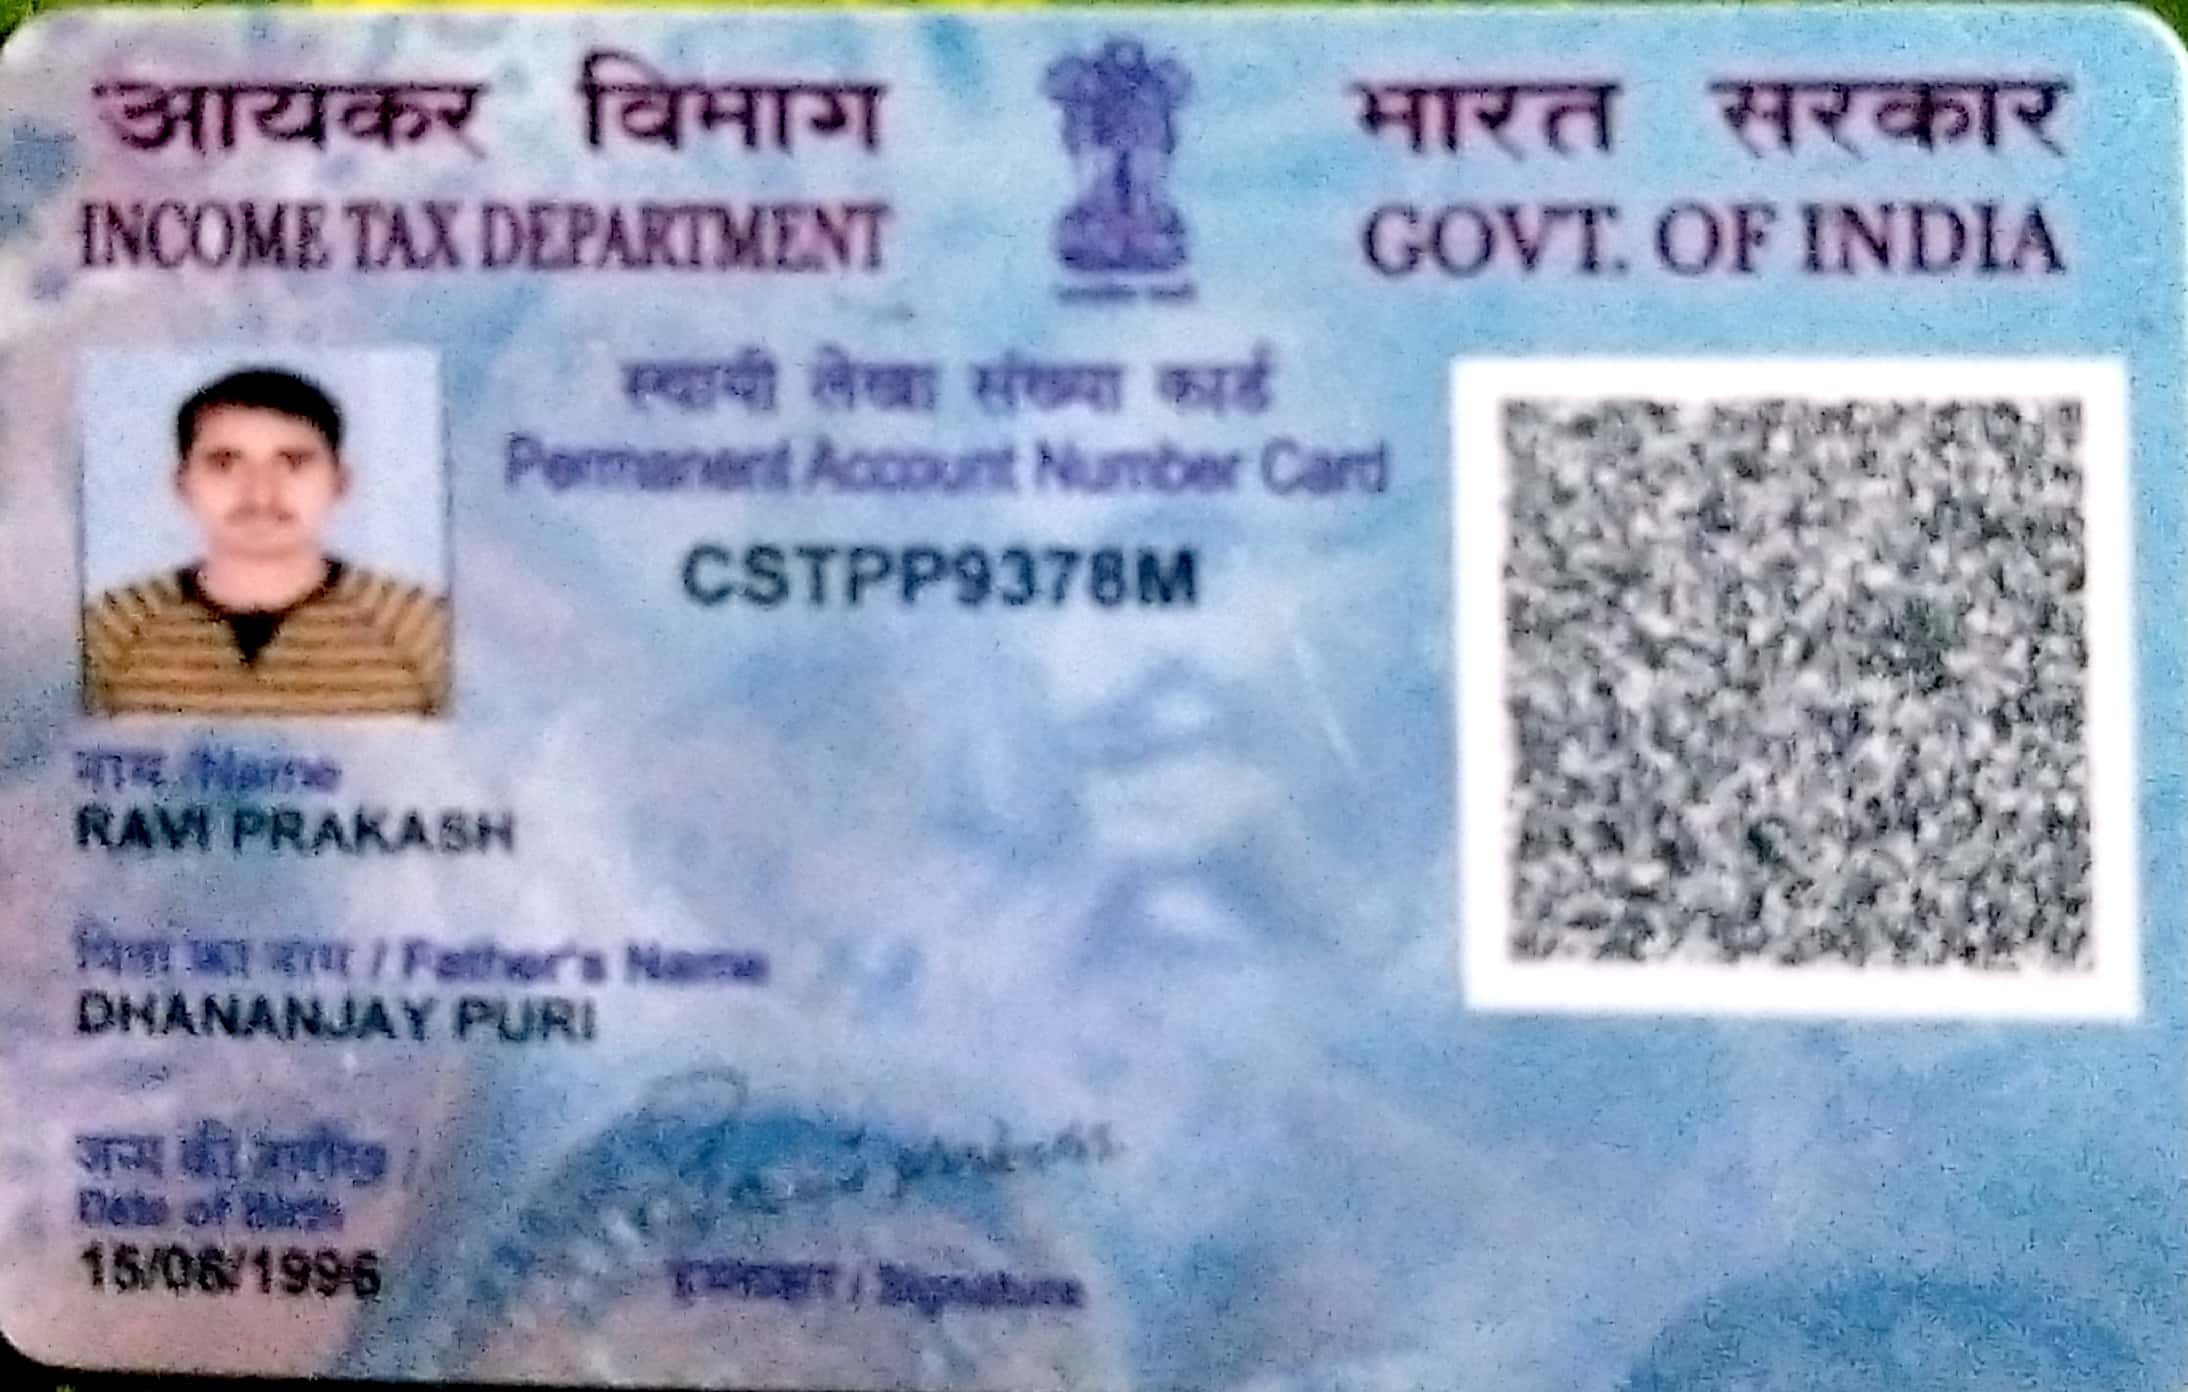 आयकर विभाग
INCOME TAX DEPARTMENT
भारत सरकार
GOVT. OF INDIA
स्थायी लेखा संख्या कार्ड
Permanent Account Number Card
CSTPP9378M
नाम / Name
RAVI PRAKASH
पिता का नाम / Father's Name
DHANANJAY PURI
जन्म की तारीख
Date of Birth
15/06/1996
prakash
हस्ताक्षर / Signature